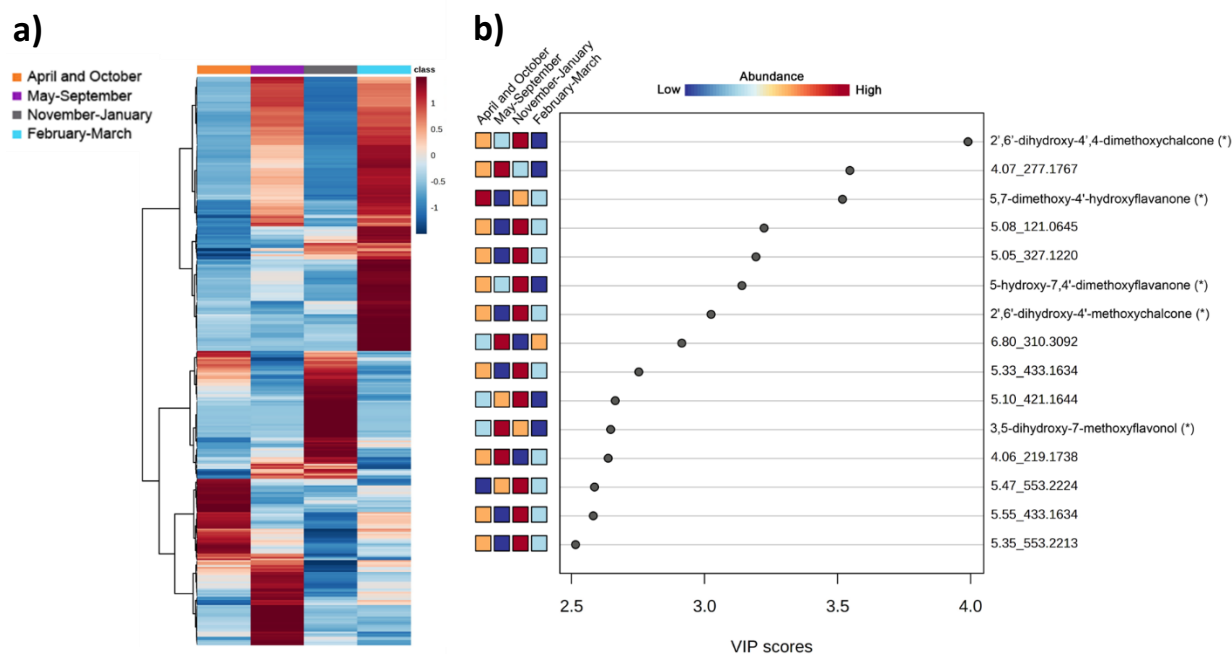 a)
April and October
May-September
November-January
February-March
class
1
0.5
0
-0.5
-1
b)
April and October
May-September
November-January
February-March
Abundance
Low
High
2',6'-dihydroxy-4',4-dimethoxychalcone (*)
4.07_277.1767
5,7-dimethoxy-4'-hydroxyflavanone (*)
5.08_121.0645
5.05_327.1220
5-hydroxy-7,4'-dimethoxyflavanone (*)
2',6'-dihydroxy-4'-methoxychalcone (*)
6.80_310.3092
5.33_433.1634
5.10_421.1644
3,5-dihydroxy-7-methoxyflavonol (*)
4.06_219.1738
5.47_553.2224
5.55_433.1634
5.35_553.2213
2.5 3.0 3.5 4.0
VIP scores